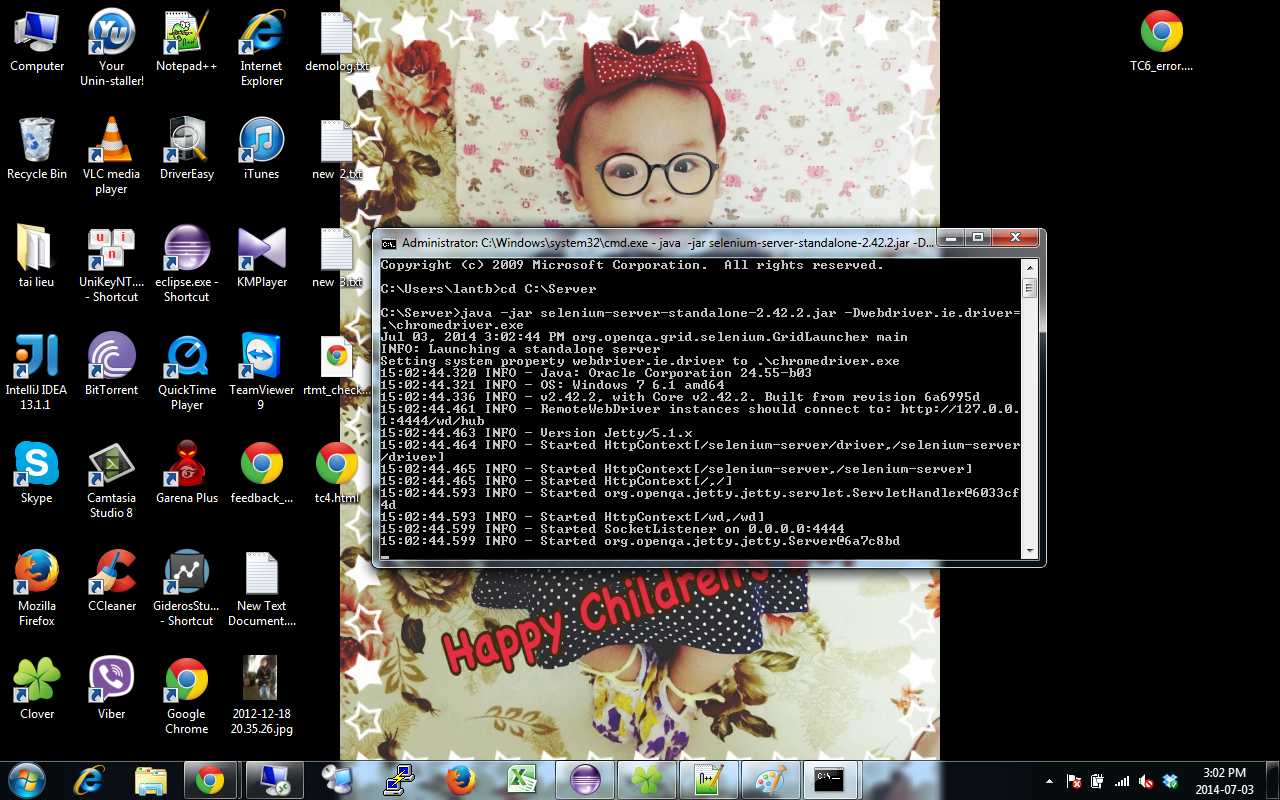 Computer
Your
Unin-staller!
Notepad++
Internet
Explorer
demolog.txt
TC6_error....
Recycle Bin
VLC media
player
DriverEasy
iTunes
new 2.txt
tai lieu
UniKeyNT....
- Shortcut
eclipse.exe -
Shortcut
KMPlayer
new 3.txt
IntelliJ IDEA
13.1.1
BitTorrent
QuickTime
Player
TeamViewer
9
rtmt_check...
Skype
Camtasia
Studio 8
Garena Plus
feedback_...
tc4.html
Mozilla
Firefox
CCleaner
GiderosStu...
- Shortcut
New Text
Document....
Clover
Viber
Google
Chrome
2012-12-18
20.35.26.jpg
Administrator: C:\Windows\system32\cmd.exe - java  -jar selenium-server-standalone-2.42.2.jar -D...
Copyright (c) 2009 Microsoft Corporation.  All rights reserved.
C:\Users\lantb>cd C:\Server
C:\Server>java -jar selenium-server-standalone-2.42.2.jar -Dwebdriver.ie.driver=
.\chromedriver.exe
Jul 03, 2014 3:02:44 PM org.openqa.grid.selenium.GridLauncher main
INFO: Launching a standalone server
Setting system property webdriver.ie.driver to .\chromedriver.exe
15:02:44.320 INFO - Java: Oracle Corporation 24.55-b03
15:02:44.321 INFO - OS: Windows 7 6.1 amd64
15:02:44.336 INFO - v2.42.2, with Core v2.42.2. Built from revision 6a6995d
15:02:44.461 INFO - RemoteWebDriver instances should connect to: http://127.0.0.
1:4444/wd/hub
15:02:44.463 INFO - Version Jetty/5.1.x
15:02:44.464 INFO - Started HttpContext[/selenium-server/driver,/selenium-server
/driver]
15:02:44.465 INFO - Started HttpContext[/selenium-server,/selenium-server]
15:02:44.465 INFO - Started HttpContext[/,/]
15:02:44.593 INFO - Started org.openqa.jetty.jetty.servlet.ServletHandler@6033cf
4d
15:02:44.593 INFO - Started HttpContext[/wd,/wd]
15:02:44.599 INFO - Started SocketListener on 0.0.0.0:4444
15:02:44.599 INFO - Started org.openqa.jetty.jetty.Server@6a7c8bd
Happy Children's
3:02 PM
2014-07-03